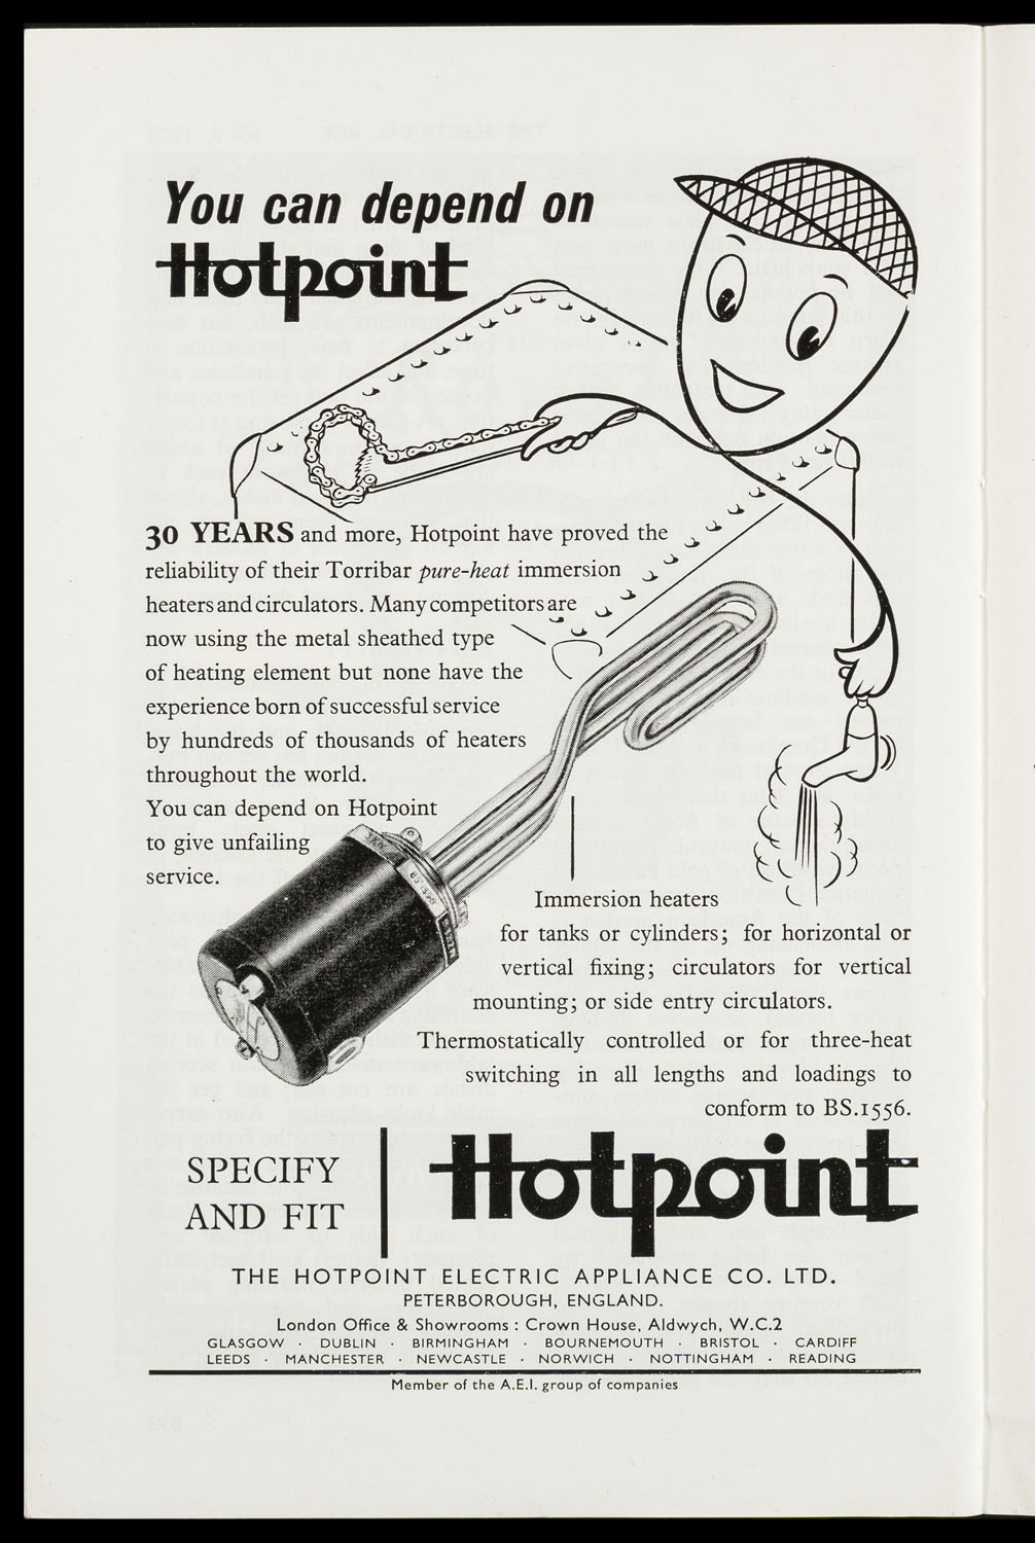 You can depend on
Hotpoint
30 YEARS and more, Hotpoint have proved the
reliability of their Torribar pure-heat immersion
heaters and circulators. Many competitors are
now using the metal sheathed type
of heating element but none have the
experience born of successful service
by hundreds of thousands of heaters
throughout the world.
You can depend on Hotpoint
to give unfailing
service.
Immersion heaters
for tanks or cylinders; for horizontal or
vertical fixing; circulators for vertical
mounting; or side entry circulators.
Thermostatically controlled or for three-heat
switching in all lengths and loadings to
conform to BS.1556.
SPECIFY
AND FIT
Hotpoint
THE HOTPOINT ELECTRIC APPLIANCE CO. LTD.
PETERBOROUGH, ENGLAND.
London Office & Showrooms : Crown House, Aldwych, W.C.2
GLASGOW · DUBLIN · BIRMINGHAM · BOURNEMOUTH · BRISTOL · CARDIFF
LEEDS · MANCHESTER · NEWCASTLE · NORWICH · NOTTINGHAM · READING
Member of the A.E.I. group of companies